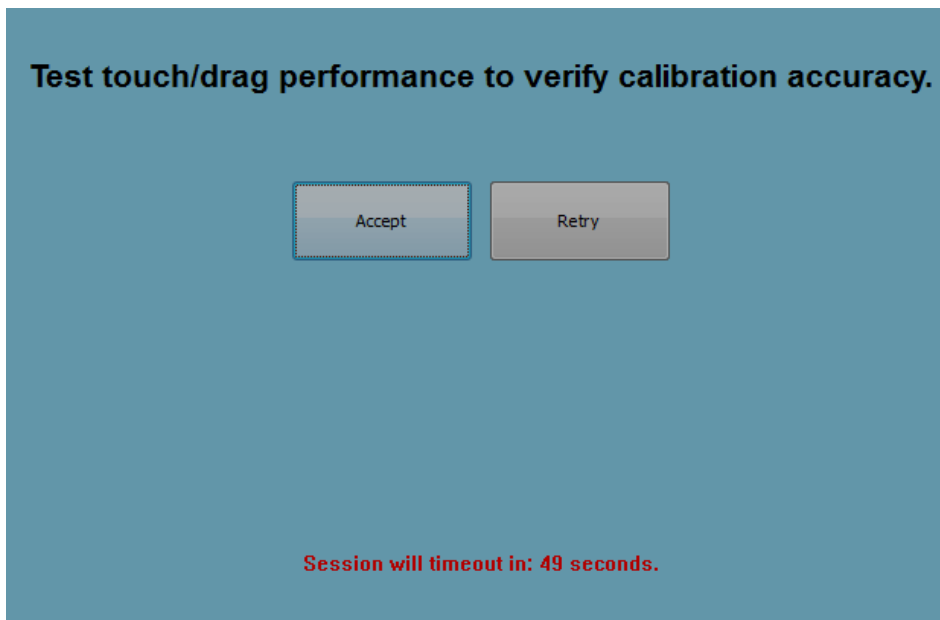 Test touch/drag performance to verify calibration accuracy.
Accept
Retry
Session will timeout in: 49 seconds.